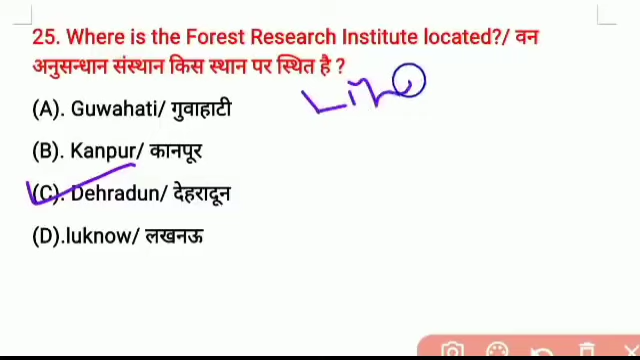 25. Where is the Forest Research Institute located?/ वन
अनुसन्धान संस्थान किस स्थान पर स्थित है ?
(A). Guwahati/ गुवाहाटी
(B). Kanpur/ कानपूर
(C). Dehradun/ देहरादून
(D).luknow/ लखनऊ